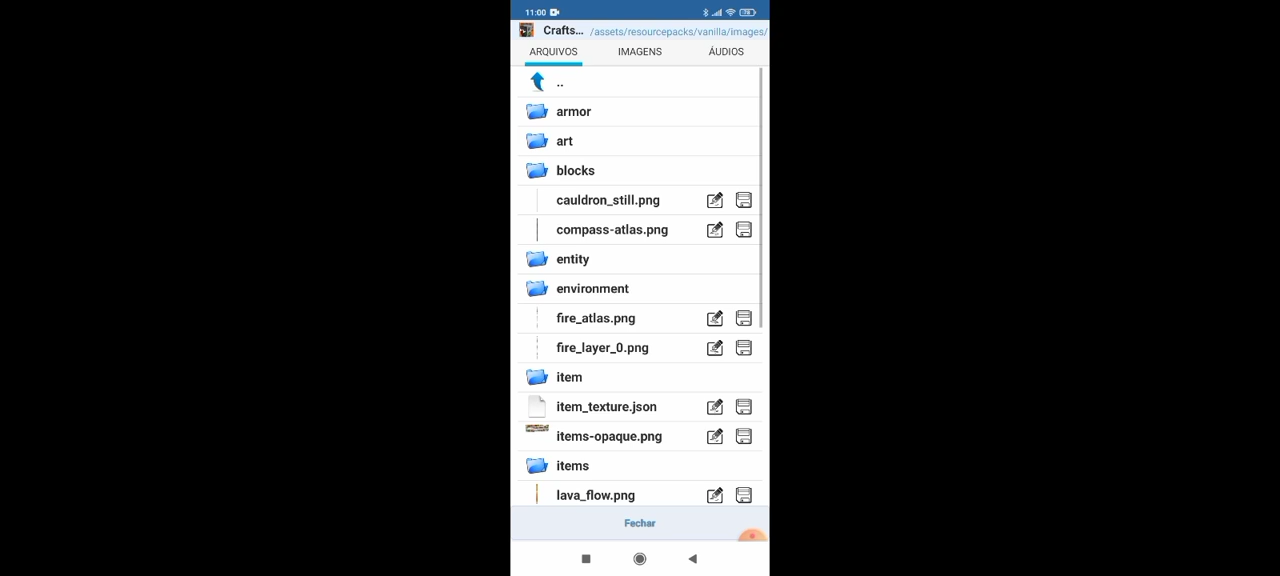 11:00
78
Crafts... /assets/resourcepacks/vanilla/images/
ARQUIVOS IMAGENS ÁUDIOS
..
armor
art
blocks
cauldron_still.png
compass-atlas.png
entity
environment
fire_atlas.png
fire_layer_0.png
item
item_texture.json
items-opaque.png
items
lava_flow.png
Fechar